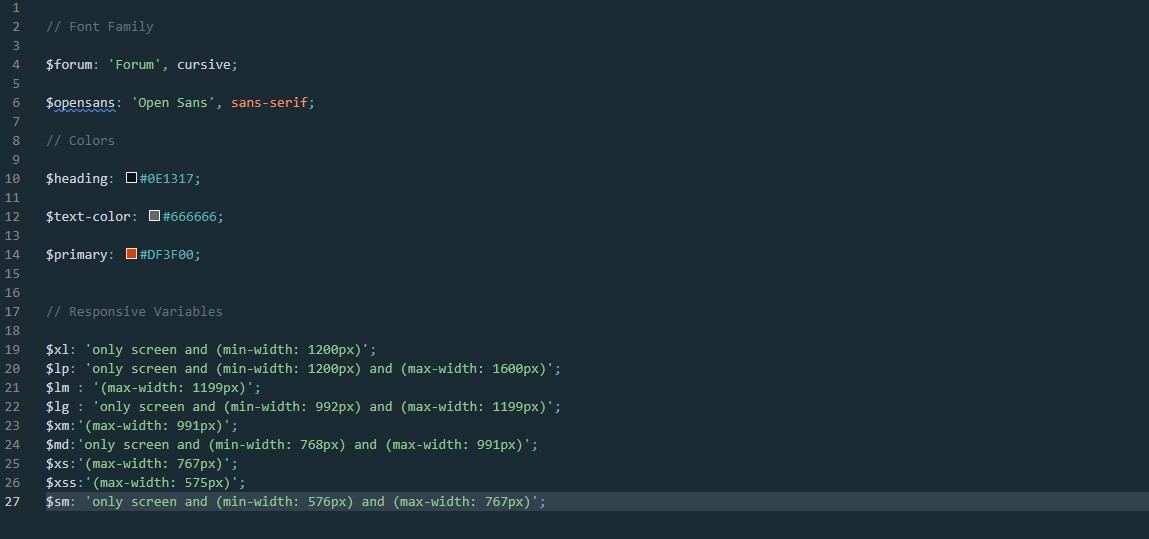 1
2 // Font Family
3
4 $forum: 'Forum', cursive;
5
6 $opensans: 'Open Sans', sans-serif;
7
8 // Colors
9
10 $heading: #0E1317;
11
12 $text-color: #666666;
13
14 $primary: #DF3F00;
15
16
17 // Responsive Variables
18
19 $xl: 'only screen and (min-width: 1200px)';
20 $lp: 'only screen and (min-width: 1200px) and (max-width: 1600px)';
21 $lm : '(max-width: 1199px)';
22 $lg : 'only screen and (min-width: 992px) and (max-width: 1199px)';
23 $xm:'(max-width: 991px)';
24 $md:'only screen and (min-width: 768px) and (max-width: 991px)';
25 $xs:'(max-width: 767px)';
26 $xss:'(max-width: 575px)';
27 $sm: 'only screen and (min-width: 576px) and (max-width: 767px)';